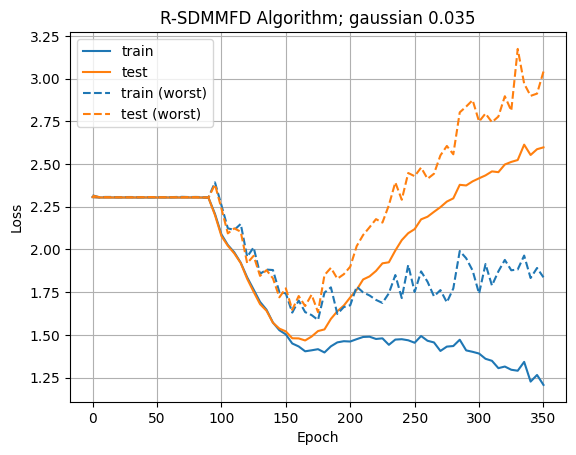 R-SDMMFD Algorithm; gaussian 0.035
train
test
train (worst)
test (worst)
3.25
3.00
2.75
2.50
2.25
2.00
1.75
1.50
1.25
Loss
0 50 100 150 200 250 300 350
Epoch